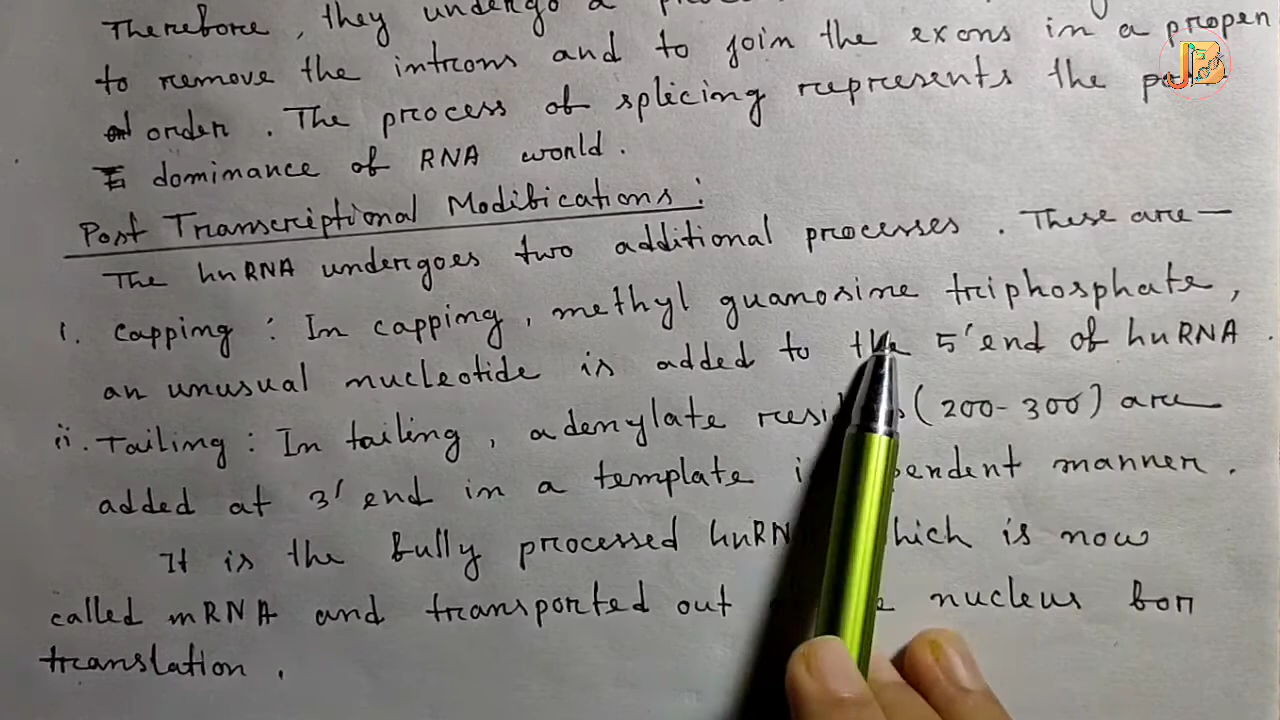 Therefore, they undergo a
to remove the introns and to join the exons in a proper
order. The process of splicing represents the
dominance of RNA world.
Post Transcriptional Modifications:
The hnRNA undergoes two additional processes. These are—
i. Capping: In capping, methyl guanosine triphosphate,
an unusual nucleotide is added to the 5' end of hnRNA.
ii. Tailing: In tailing, adenylate (200-300) are
added at 3' end in a template manner.
It is the fully processed is now
called mRNA and transported out nucleus for
translation.